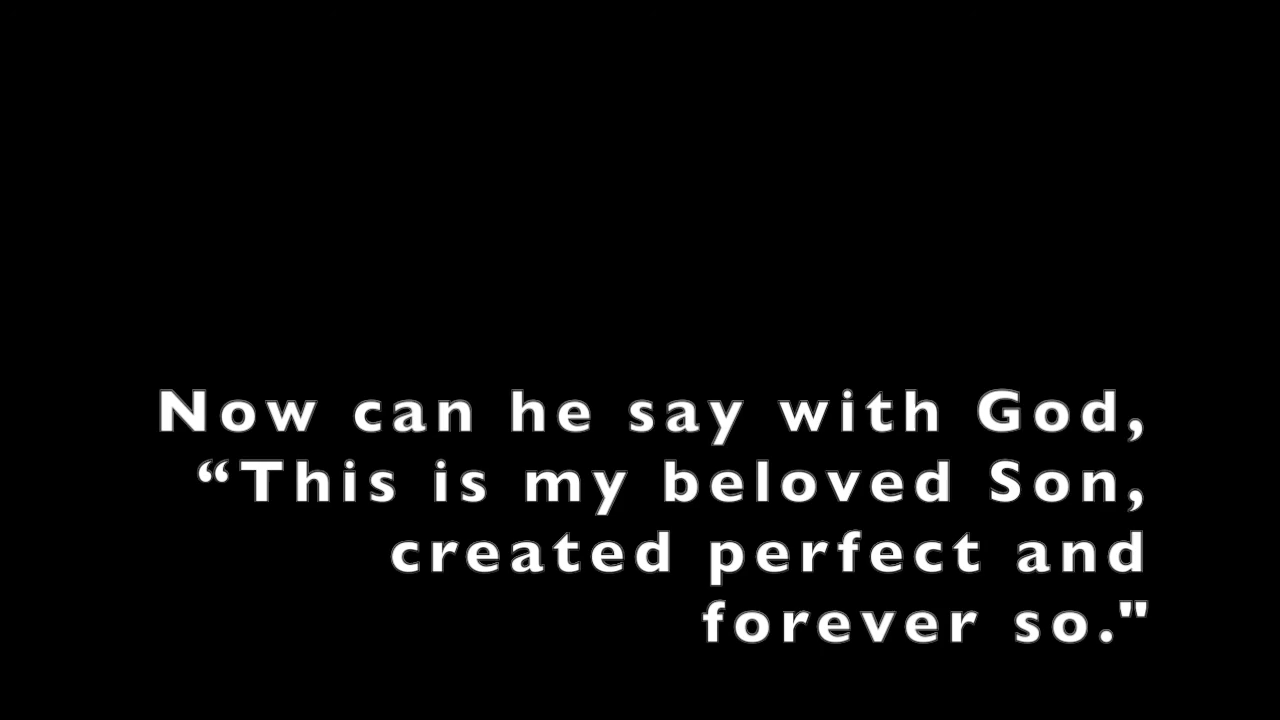 Now can he say with God,
“This is my beloved Son,
created perfect and
forever so."